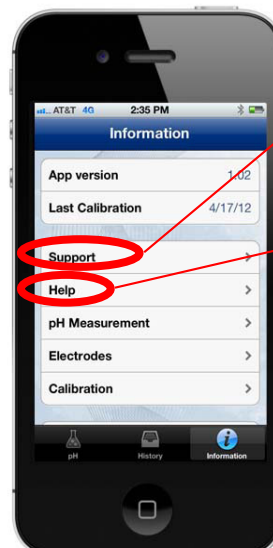 AT&T 4G 2:35 PM
Information
App version 1.02
Last Calibration 4/17/12
Support
Help
pH Measurement
Electrodes
Calibration
pH History Information